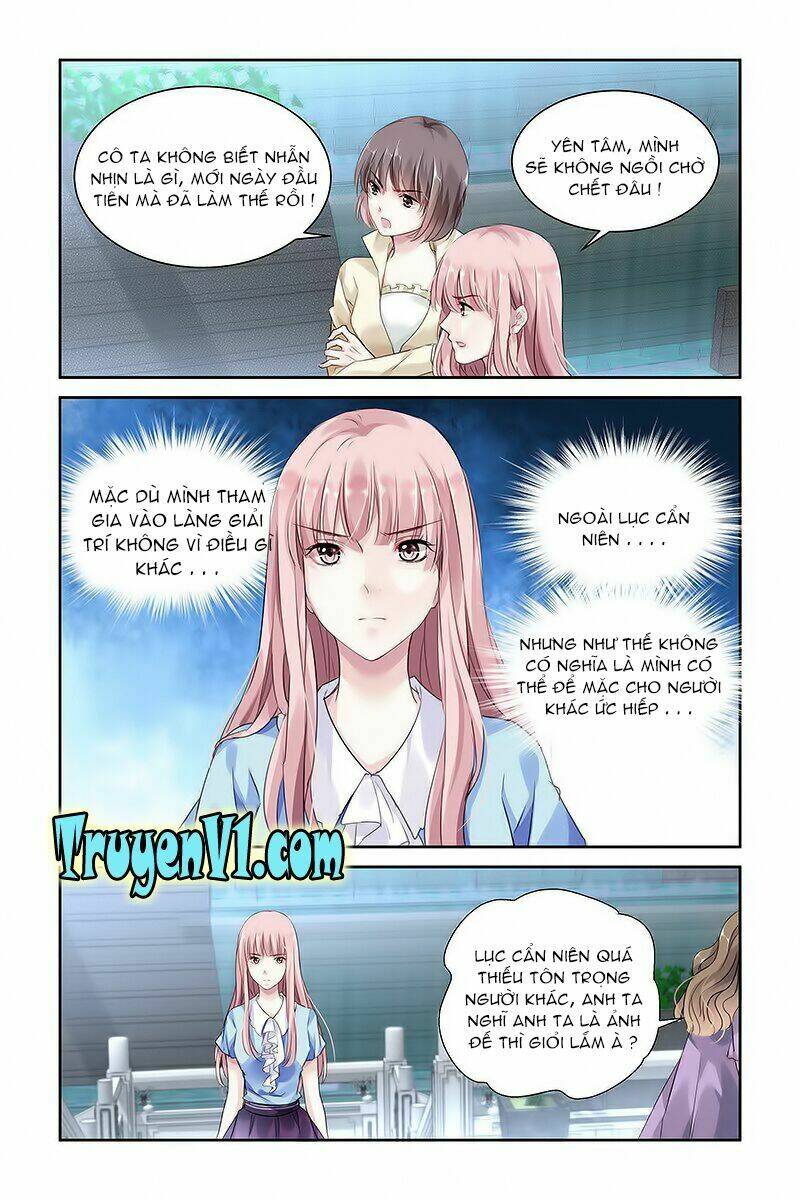 CÔ TA KHÔNG BIẾT NHẪN
NHỊN LÀ GÌ, MỚI NGÀY ĐẦU
TIÊN MÀ ĐÃ LÀM THẾ RỒI !
YÊN TÂM, MÌNH
SẼ KHÔNG NGỒI CHỜ
CHẾT ĐÂU !
MẶC DÙ MÌNH THAM
GIA VÀO LÀNG GIẢI
TRÍ KHÔNG VÌ ĐIỀU GÌ
KHÁC . . .
NGOÀI LỤC CẨN
NIÊN . . . .
NHƯNG NHƯ THẾ KHÔNG
CÓ NGHĨA LÀ MÌNH CÓ
THỂ ĐỂ MẶC CHO NGƯỜI
KHÁC ỨC HIẾP . . .
TruyenV1.com
LỤC CẨN NIÊN QUÁ
THIẾU TÔN TRỌNG
NGƯỜI KHÁC, ANH TA
NGHĨ ANH TA LÀ ẢNH
ĐẾ THÌ GIỎI LẮM À ?